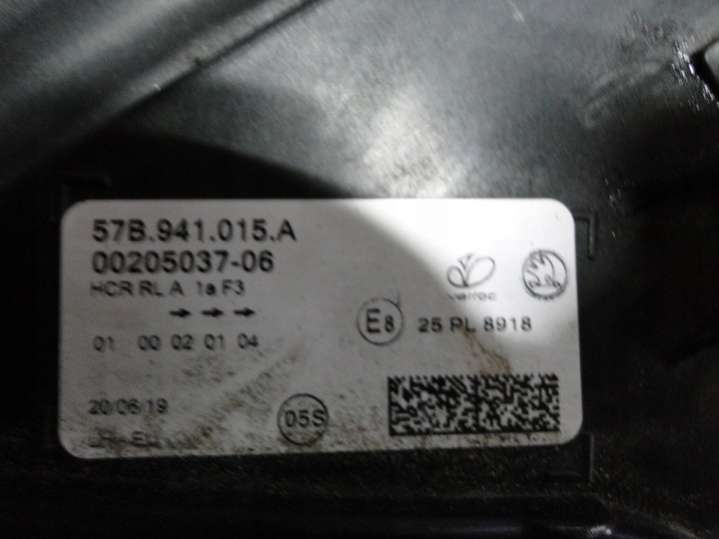 57B.941.015.A
00205037-06
HCR RL A 1a F3
varroc
E8 25 PL 8918
01 00 02 01 04
20/06/19
05S